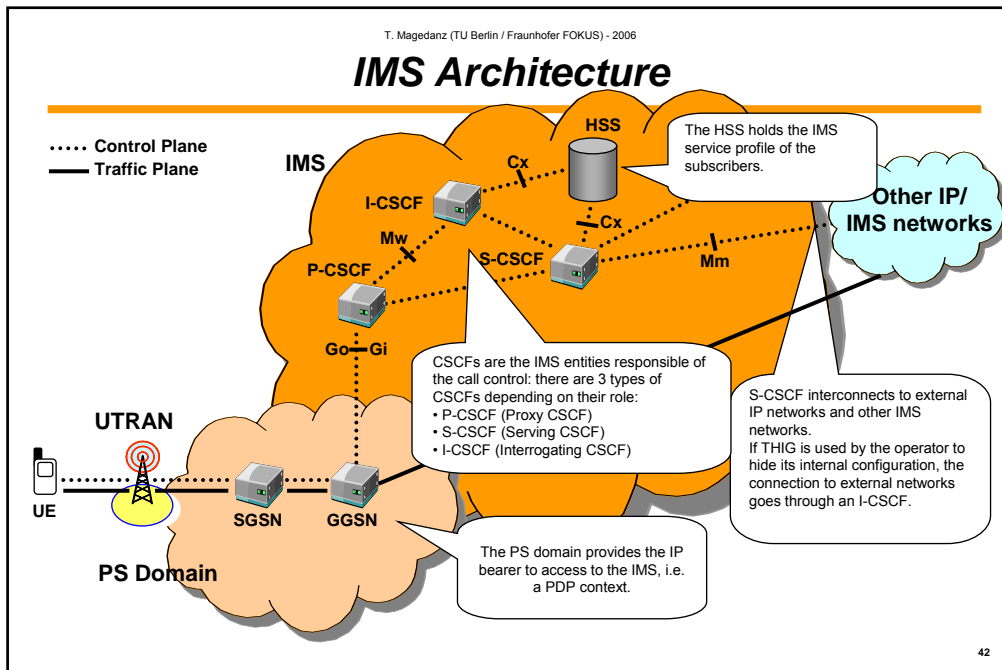 T. Magedanz (TU Berlin / Fraunhofer FOKUS) - 2006
IMS Architecture
Control Plane
Traffic Plane
IMS
HSS
The HSS holds the IMS
service profile of the
subscribers.
Cx
I-CSCF
Other IP/
IMS networks
Cx
Mw
S-CSCF
P-CSCF
Mm
Go
Gi
CSCFs are the IMS entities responsible of
the call control: there are 3 types of
CSCFs depending on their role:
• P-CSCF (Proxy CSCF)
• S-CSCF (Serving CSCF)
• I-CSCF (Interrogating CSCF)
S-CSCF interconnects to external
IP networks and other IMS
networks.
If THIG is used by the operator to
hide its internal configuration, the
connection to external networks
goes through an I-CSCF.
UTRAN
UE
SGSN
GGSN
PS Domain
The PS domain provides the IP
bearer to access to the IMS, i.e.
a PDP context.
42